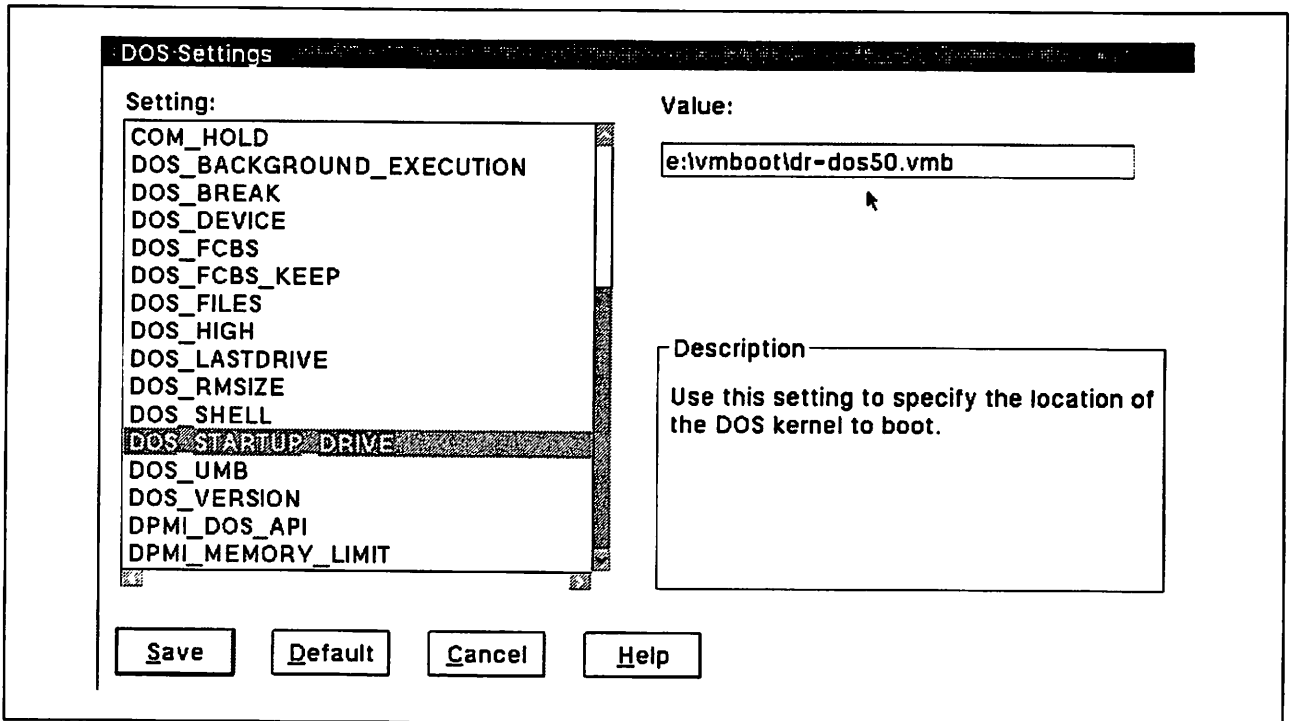 DOS Settings
Setting:
COM_HOLD
DOS_BACKGROUND_EXECUTION
DOS_BREAK
DOS_DEVICE
DOS_FCBS
DOS_FCBS_KEEP
DOS_FILES
DOS_HIGH
DOS_LASTDRIVE
DOS_RMSIZE
DOS_SHELL
DOS_STARTUP_DRIVE
DOS_UMB
DOS_VERSION
DPMI_DOS_API
DPMI_MEMORY_LIMIT
Value:
e:\vmboot\dr-dos50.vmb
Description
Use this setting to specify the location of
the DOS kernel to boot.
Save Default Cancel Help